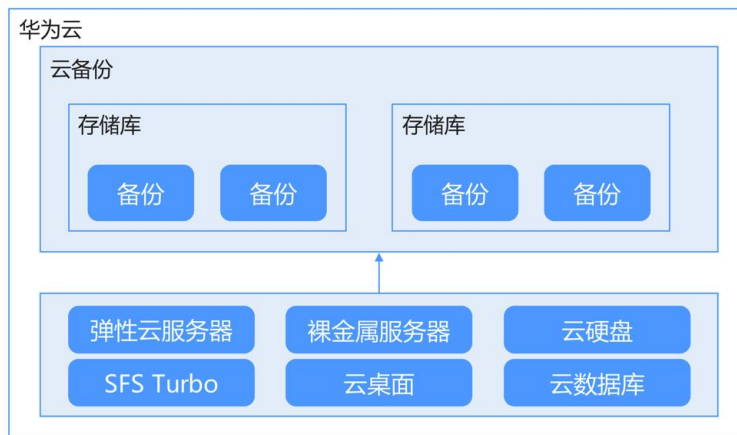 华为云
云备份
存储库
存储库
备份
备份
备份
备份
弹性云服务器
裸金属服务器
云硬盘
SFS Turbo
云桌面
云数据库